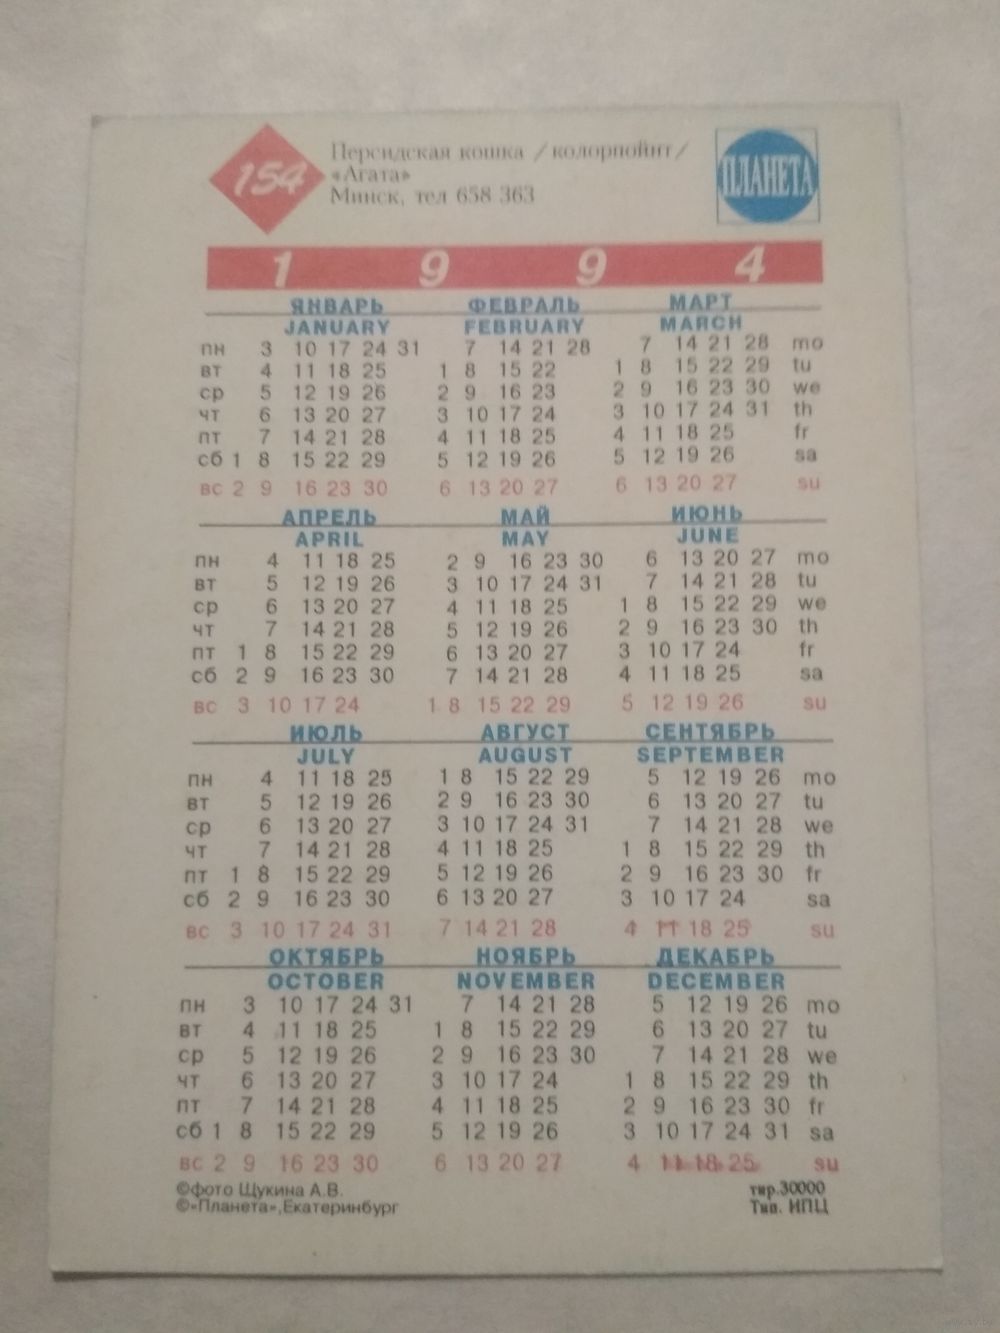 154
Персидская кошка /колорпойнт/
«Агата»
Минск, тел 658 363
ПЛАНЕТА
1 9 9 4
ЯНВАРЬ ФЕВРАЛЬ МАРТ
JANUARY FEBRUARY MARCH
пн 3 10 17 24 31 7 14 21 28 7 14 21 28 mo
вт 4 11 18 25 1 8 15 22 1 8 15 22 29 tu
ср 5 12 19 26 2 9 16 23 2 9 16 23 30 we
чт 6 13 20 27 3 10 17 24 3 10 17 24 31 th
пт 7 14 21 28 4 11 18 25 4 11 18 25 fr
сб 1 8 15 22 29 5 12 19 26 5 12 19 26 sa
вс 2 9 16 23 30 6 13 20 27 6 13 20 27 su
АПРЕЛЬ МАЙ ИЮНЬ
APRIL MAY JUNE
пн 4 11 18 25 2 9 16 23 30 6 13 20 27 mo
вт 5 12 19 26 3 10 17 24 31 7 14 21 28 tu
ср 6 13 20 27 4 11 18 25 1 8 15 22 29 we
чт 7 14 21 28 5 12 19 26 2 9 16 23 30 th
пт 1 8 15 22 29 6 13 20 27 3 10 17 24 fr
сб 2 9 16 23 30 7 14 21 28 4 11 18 25 sa
вс 3 10 17 24 1 8 15 22 29 5 12 19 26 su
ИЮЛЬ АВГУСТ СЕНТЯБРЬ
JULY AUGUST SEPTEMBER
пн 4 11 18 25 1 8 15 22 29 5 12 19 26 mo
вт 5 12 19 26 2 9 16 23 30 6 13 20 27 tu
ср 6 13 20 27 3 10 17 24 31 7 14 21 28 we
чт 7 14 21 28 4 11 18 25 1 8 15 22 29 th
пт 1 8 15 22 29 5 12 19 26 2 9 16 23 30 fr
сб 2 9 16 23 30 6 13 20 27 3 10 17 24 sa
вс 3 10 17 24 31 7 14 21 28 4 11 18 25 su
ОКТЯБРЬ НОЯБРЬ ДЕКАБРЬ
OCTOBER NOVEMBER DECEMBER
пн 3 10 17 24 31 7 14 21 28 5 12 19 26 mo
вт 4 11 18 25 1 8 15 22 29 6 13 20 27 tu
ср 5 12 19 26 2 9 16 23 30 7 14 21 28 we
чт 6 13 20 27 3 10 17 24 1 8 15 22 29 th
пт 7 14 21 28 4 11 18 25 2 9 16 23 30 fr
сб 1 8 15 22 29 5 12 19 26 3 10 17 24 31 sa
вс 2 9 16 23 30 6 13 20 27 4 11 18 25 su
©фото Щукина А.В. тир.30000
©«Планета»,Екатеринбург Тип. ИПЦ